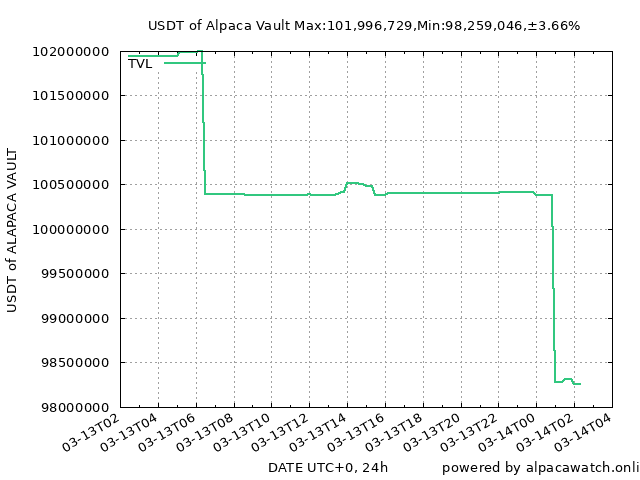 USDT of Alpaca Vault Max:101,996,729,Min:98,259,046,±3.66%
102000000
TVL
101500000
101000000
100500000
100000000
99500000
99000000
98500000
98000000
USDT of ALAPACA VAULT
03-13T02
03-13T04
03-13T06
03-13T08
03-13T10
03-13T12
03-13T14
03-13T16
03-13T18
03-13T20
03-13T22
03-14T00
03-14T02
03-14T04
DATE UTC+0, 24h
powered by alpacawatch.onli